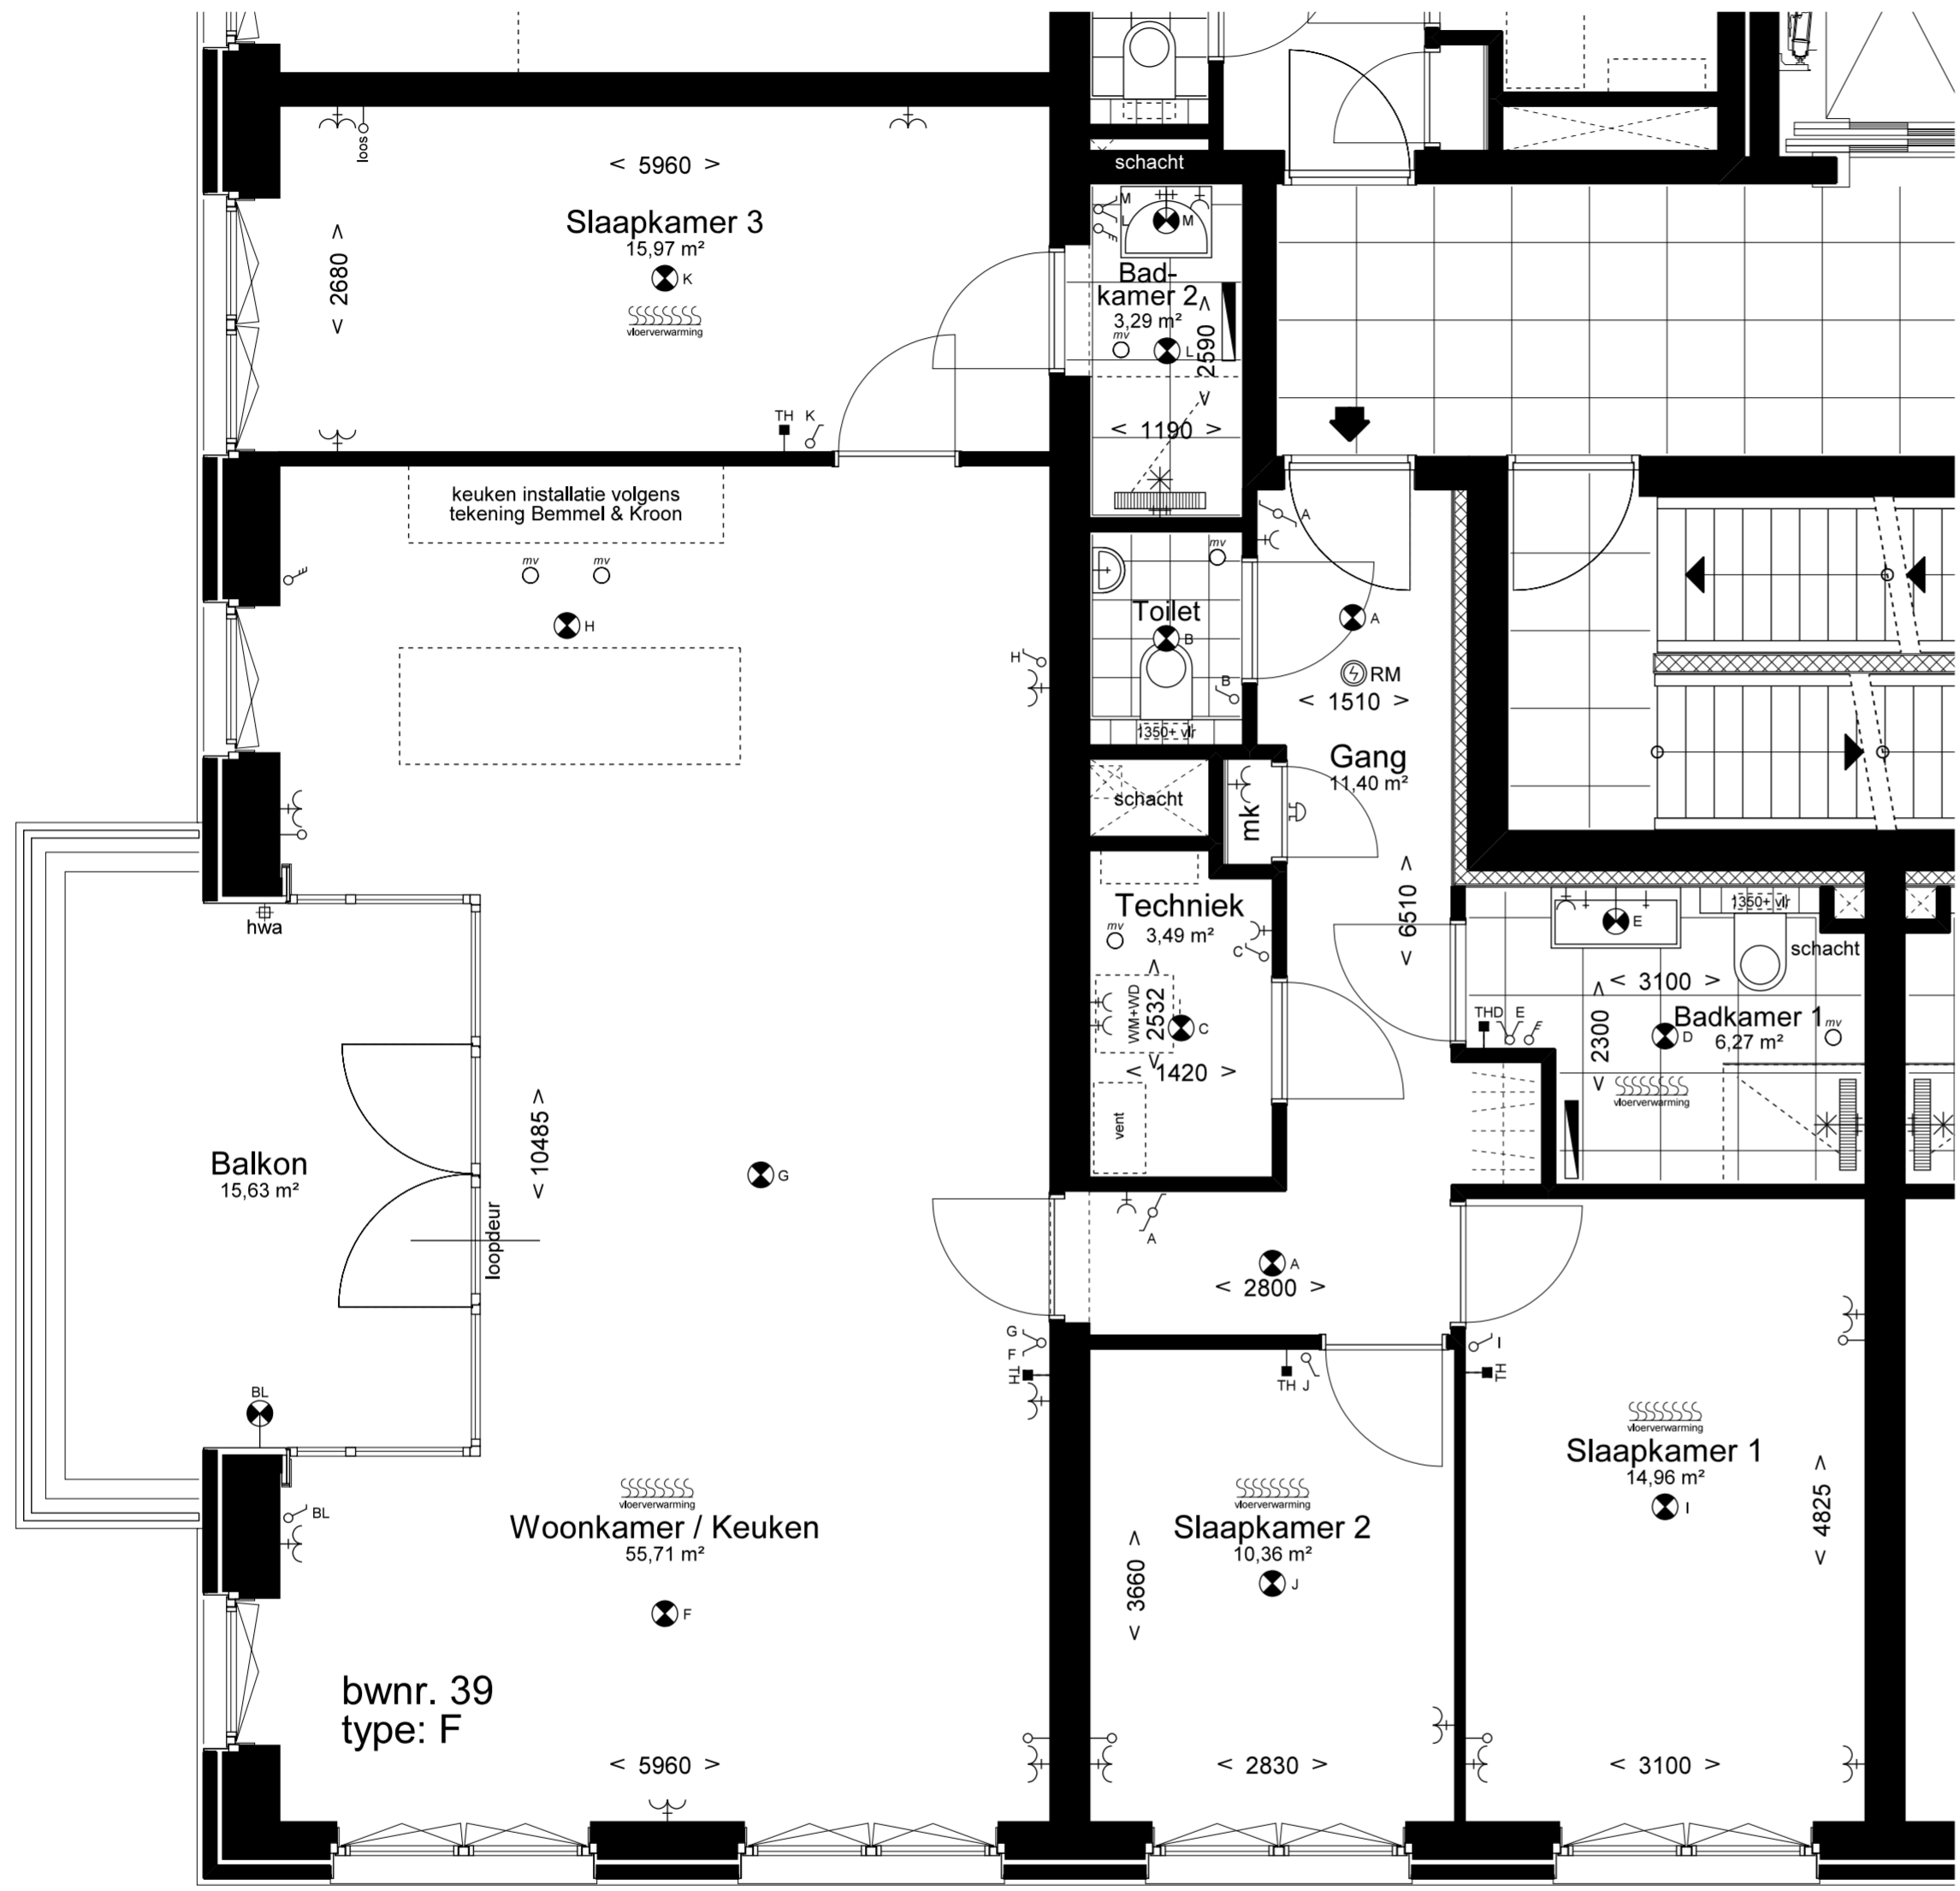 schacht
loos
< 5960 >
Slaapkamer 3
15,97 m²
K
vloerverwarming
< 2680 >
TH K
M
L
M
Bad-
kamer 2
3,29 m²
mv
L
< 2590 >
< 1190 >
keuken installatie volgens
tekening Bemmel & Kroon
mv
mv
H
H
A
mv
Toilet
B
B
1350+ vlr
A
RM
< 1510 >
Gang
11,40 m²
schacht
mk
< 6510 >
Techniek
3,49 m²
mv
C
WM+WD
< 2532 >
C
< 1420 >
vent
1350+ vlr
E
schacht
< 3100 >
THD E
Badkamer 1
6,27 m²
mv
D
< 2300 >
vloerverwarming
hwa
Balkon
15,63 m²
< 10485 >
loopdeur
G
A
A
< 2800 >
G
F
TH
BL
BL
TH J
I
TH
vloerverwarming
Woonkamer / Keuken
55,71 m²
F
vloerverwarming
Slaapkamer 2
10,36 m²
J
< 3660 >
vloerverwarming
Slaapkamer 1
14,96 m²
I
< 4825 >
bwnr. 39
type: F
< 5960 >
< 2830 >
< 3100 >